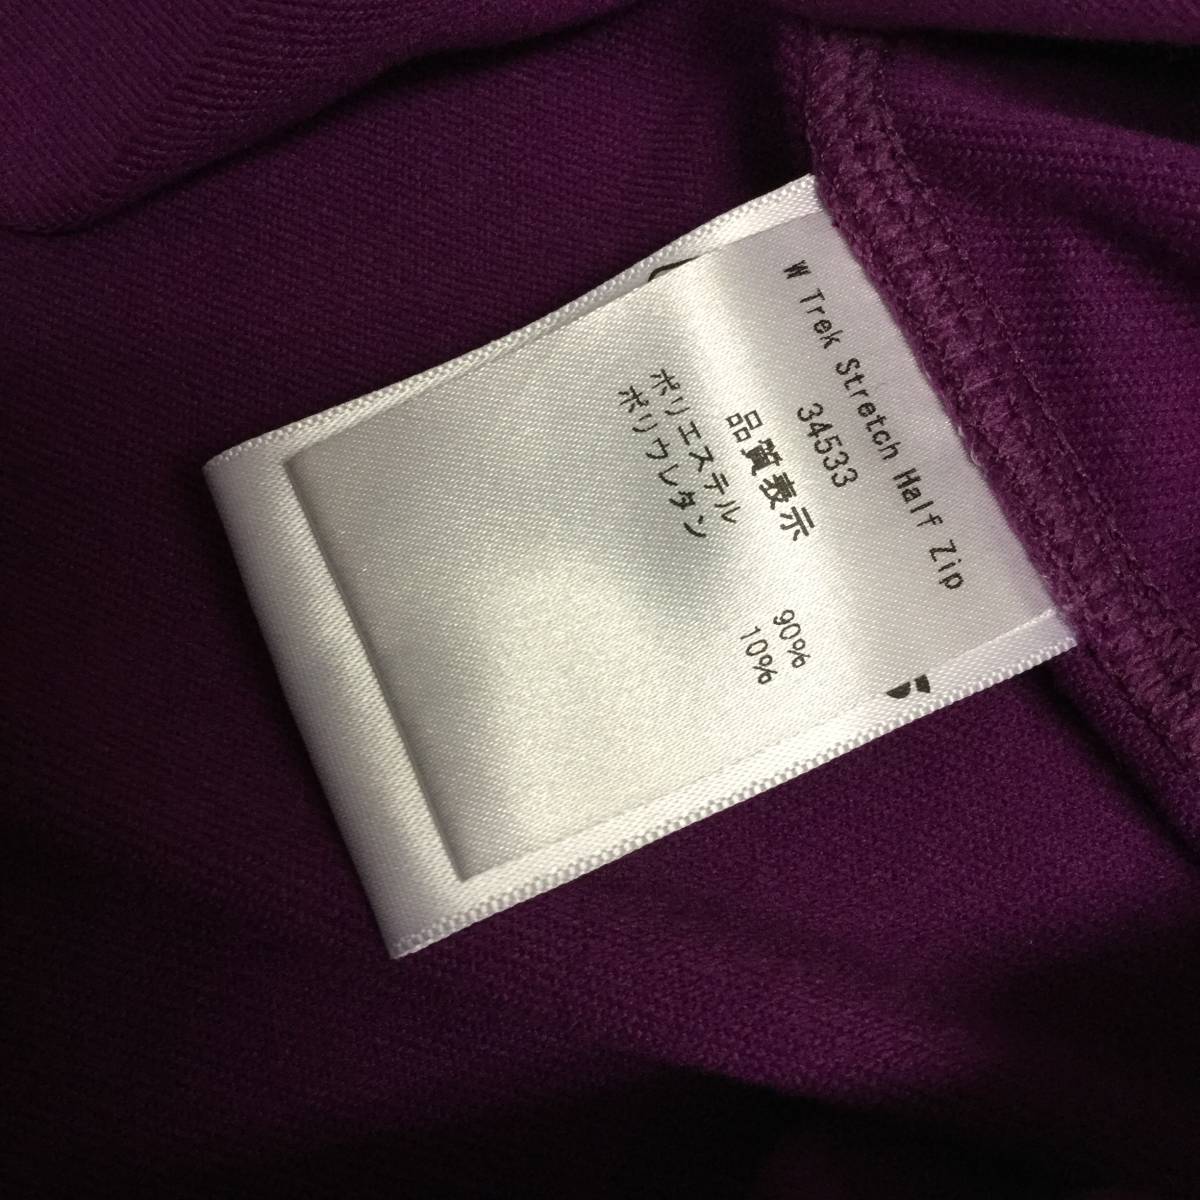 W Trek Stretch Half Zip
34533
品質表示
ポリエステル 90%
ポリウレタン 10%